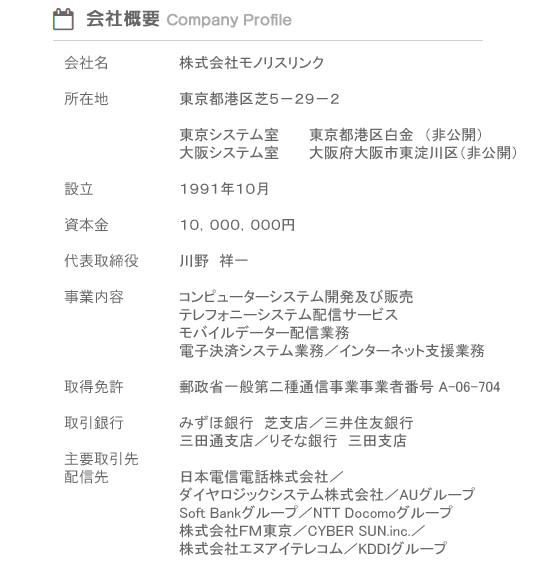 会社概要 Company Profile
会社名 株式会社モノリスリンク
所在地 東京都港区芝5－29－2
東京システム室 東京都港区白金 (非公開)
大阪システム室 大阪府大阪市東淀川区(非公開)
設立 1991年10月
資本金 10，000，000円
代表取締役 川野 祥一
事業内容 コンピューターシステム開発及び販売
テレフォニーシステム配信サービス
モバイルデーター配信業務
電子決済システム業務／インターネット支援業務
取得免許 郵政省一般第二種通信事業事業者番号 A-06-704
取引銀行 みずほ銀行 芝支店／三井住友銀行
三田通支店／りそな銀行 三田支店
主要取引先
配信先 日本電信電話株式会社／
ダイヤロジックシステム株式会社／AUグループ
Soft Bankグループ／NTT Docomoグループ
株式会社FM東京／CYBER SUN.inc.／
株式会社エヌアイテレコム／KDDIグループ